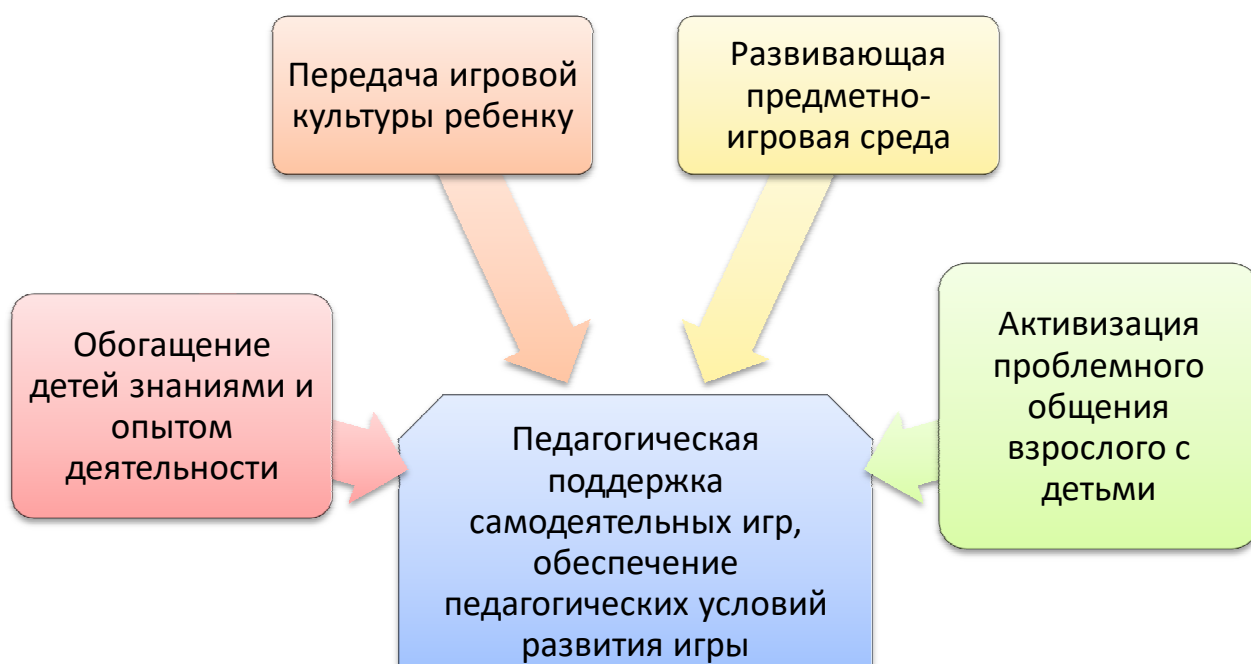 Передача игровой
культуры ребенку
Развивающая
предметно-
игровая среда
Обогащение
детей знаниями и
опытом
деятельности
Активизация
проблемного
общения
взрослого с
детьми
Педагогическая
поддержка
самодеятельных игр,
обеспечение
педагогических условий
развития игры